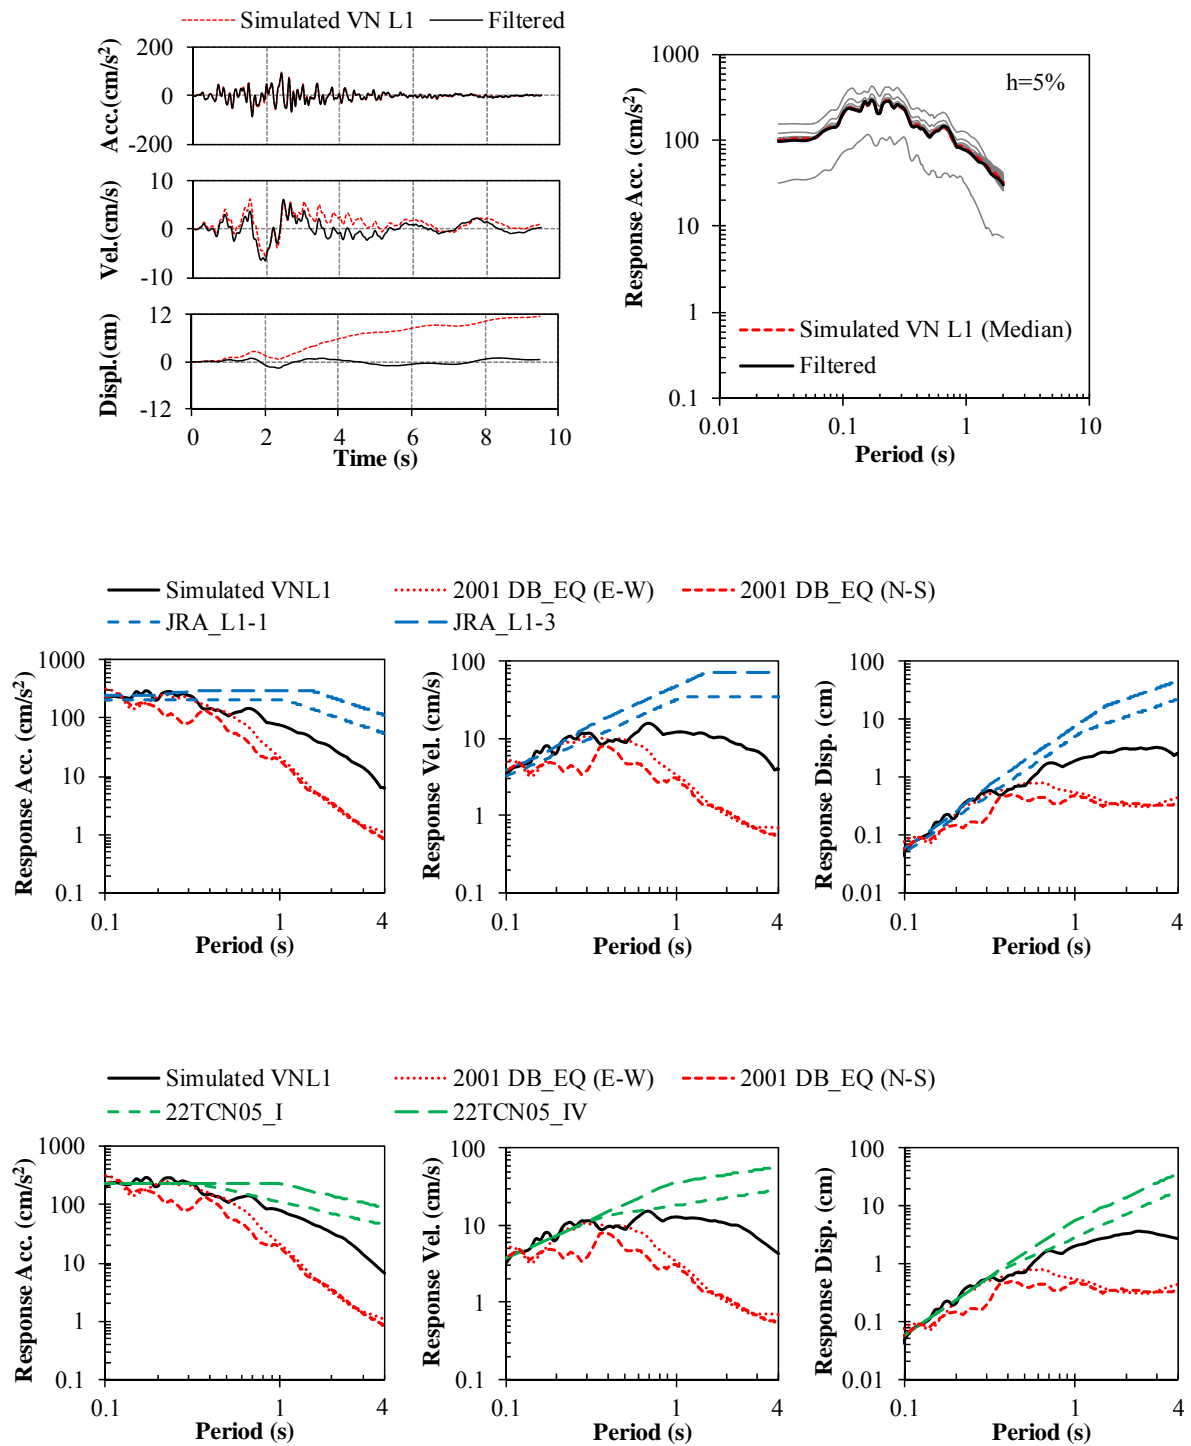 Simulated VN L1 Filtered
Acc.(cm/s²)
200
0
-200
Vel.(cm/s)
10
0
-10
Displ.(cm)
12
0
-12
0 2 4 6 8 10
Time (s)
Response Acc. (cm/s²)
1000
100
10
1
0.1
h=5%
Simulated VN L1 (Median)
Filtered
0.01 0.1 1 10
Period (s)
Simulated VNL1 2001 DB_EQ (E-W) 2001 DB_EQ (N-S)
JRA_L1-1 JRA_L1-3
Response Acc. (cm/s²)
1000
100
10
1
0.1
0.1 1 4
Period (s)
Response Vel. (cm/s)
100
10
1
0.1
0.1 1 4
Period (s)
Response Disp. (cm)
100
10
1
0.1
0.01
0.1 1 4
Period (s)
Simulated VNL1 2001 DB_EQ (E-W) 2001 DB_EQ (N-S)
22TCN05_I 22TCN05_IV
Response Acc. (cm/s²)
1000
100
10
1
0.1
0.1 1 4
Period (s)
Response Vel. (cm/s)
100
10
1
0.1
0.1 1 4
Period (s)
Response Disp. (cm)
100
10
1
0.1
0.01
0.1 1 4
Period (s)